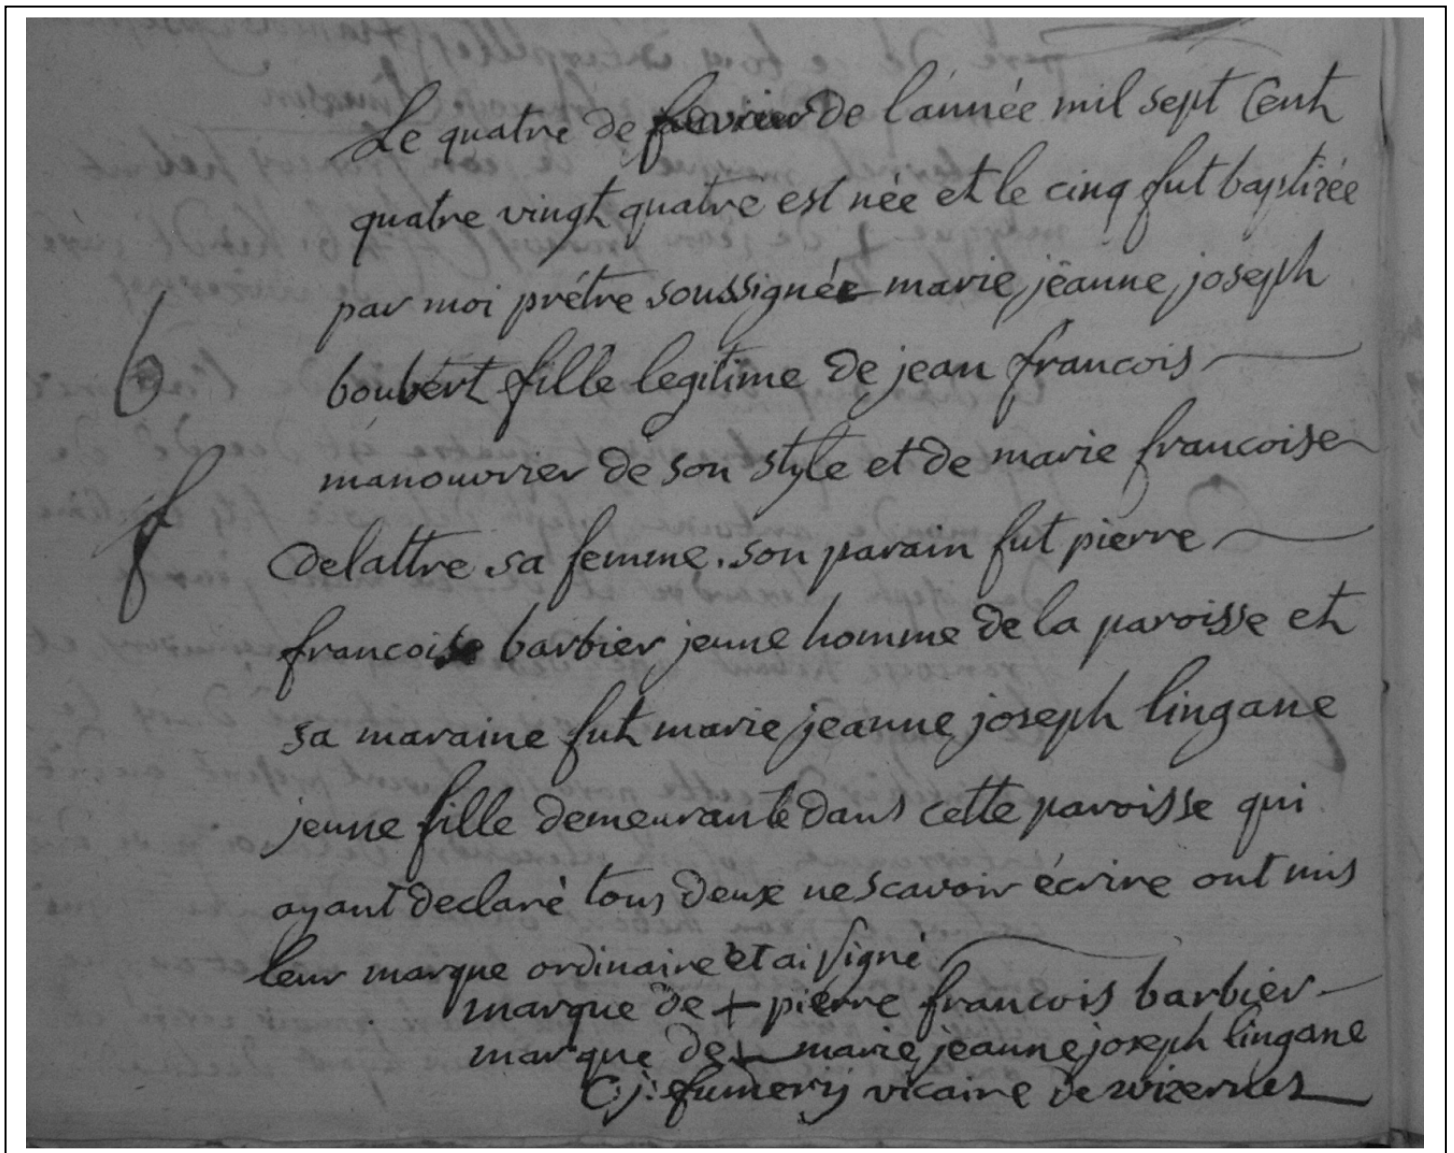 Le quatre de fevrier de l'année mil sept Cent
quatre vingt quatre est née et le cinq fut baptisée
par moi prétre soussignée marie jeanne joseph
b boubert fille legitime de jean francois
manouvrier de son style et de marie francoise
f delattre sa femme. son parain fut pierre
francoise barbier jeune homme de la paroisse et
sa maraine fut marie jeanne joseph lingane
jeune fille demeurante dans cette paroisse qui
ayant declaré tous deux ne scavoir écrire ont mis
leur marque ordinaire et ai signé
marque de + pierre francois barbier
marque de + marie jeanne joseph lingane
C: j: fumery vicaire de wizernes